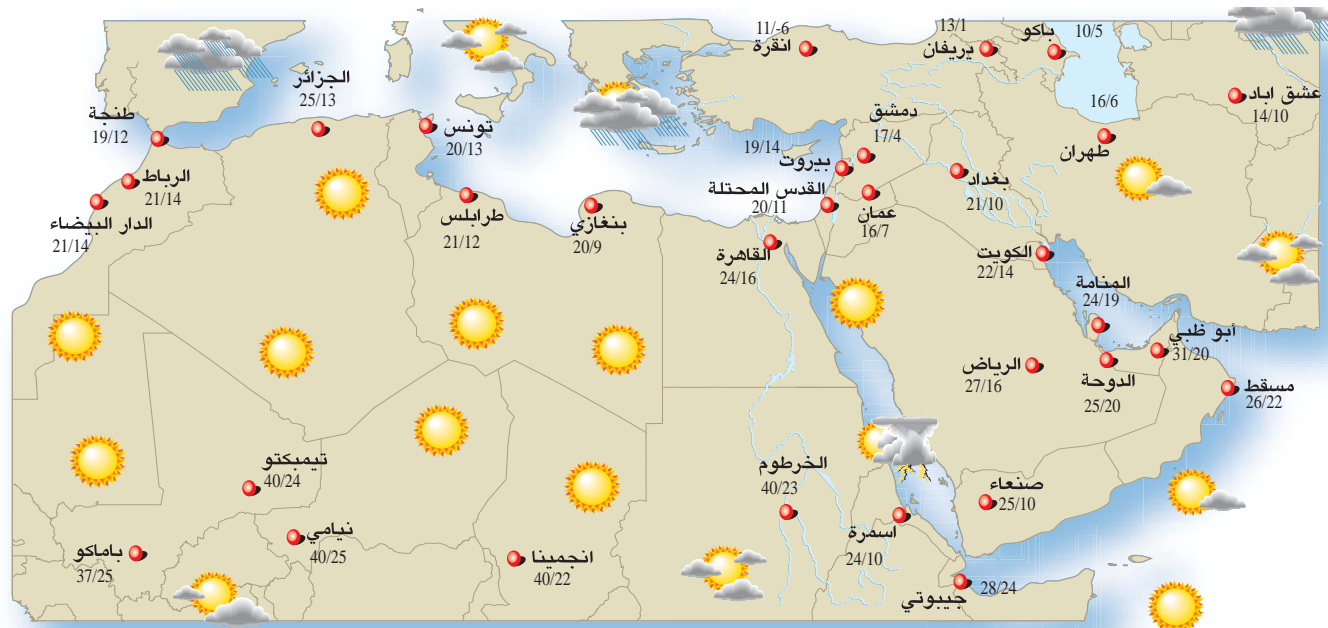 11/-6
انقرة
13/1
يريفان
باكو
10/5
عشق اباد
14/10
16/6
طهران
الجزائر
25/13
طنجة
19/12
تونس
20/13
دمشق
17/4
19/14
بيروت
الرباط
21/14
الدار البيضاء
21/14
طرابلس
21/12
بنغازي
20/9
القدس المحتلة
20/11
عمان
16/7
بغداد
21/10
القاهرة
24/16
الكويت
22/14
المنامة
24/19
أبو ظبي
31/20
الرياض
27/16
الدوحة
25/20
مسقط
26/22
تيمبكتو
40/24
الخرطوم
40/23
صنعاء
25/10
اسمرة
24/10
نيامي
40/25
باماكو
37/25
انجمينا
40/22
28/24
جيبوتي